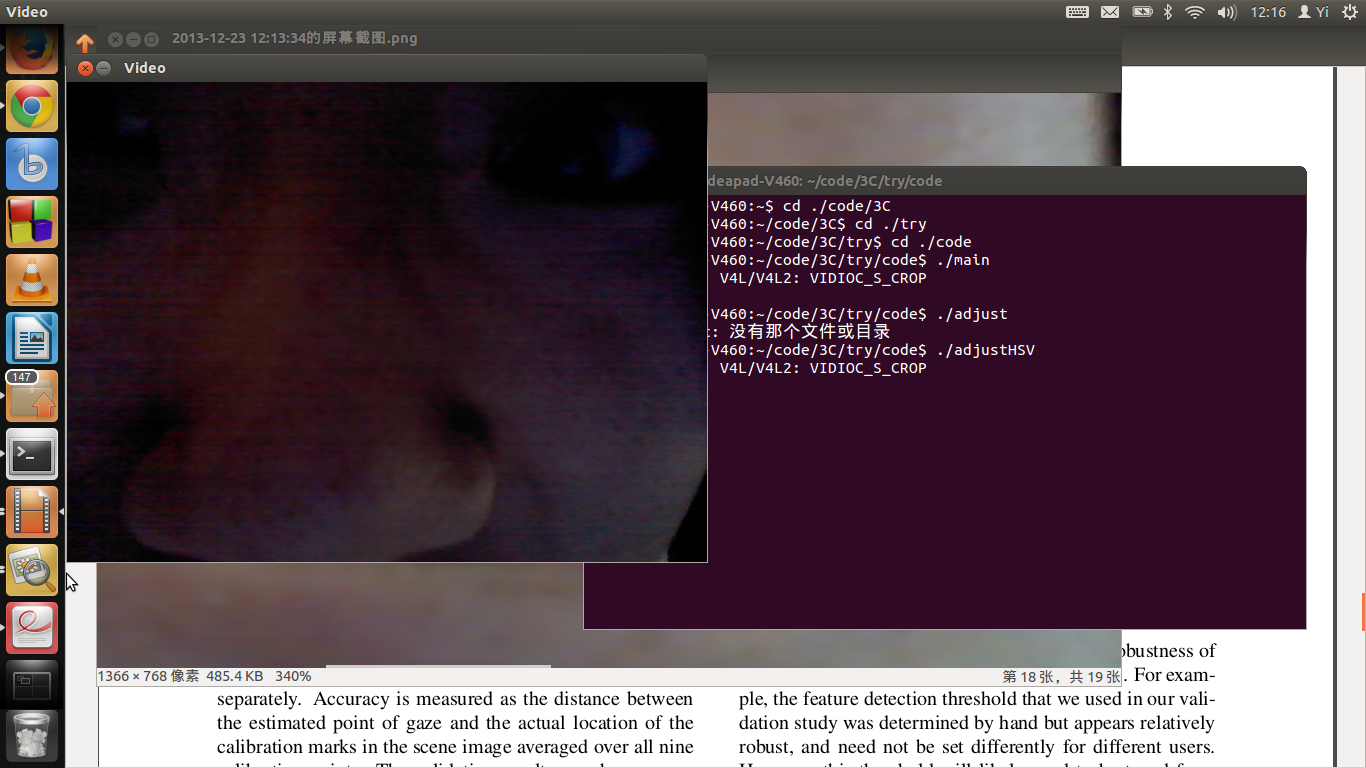 Video
12:16
Yi
2013-12-23 12:13:34的屏幕截图.png
Video
deapad-V460: ~/code/3C/try/code
V460:~$ cd ./code/3C
V460:~/code/3C$ cd ./try
V460:~/code/3C/try$ cd ./code
V460:~/code/3C/try/code$ ./main
V4L/V4L2: VIDIOC_S_CROP
V460:~/code/3C/try/code$ ./adjust
: 没有那个文件或目录
V460:~/code/3C/try/code$ ./adjustHSV
V4L/V4L2: VIDIOC_S_CROP
147
1366 × 768 像素 485.4 KB 340%
第 18 张，共 19 张
separately. Accuracy is measured as the distance between
the estimated point of gaze and the actual location of the
calibration marks in the scene image averaged over all nine
obustness of
. For exam-
ple, the feature detection threshold that we used in our vali-
dation study was determined by hand but appears relatively
robust, and need not be set differently for different users.